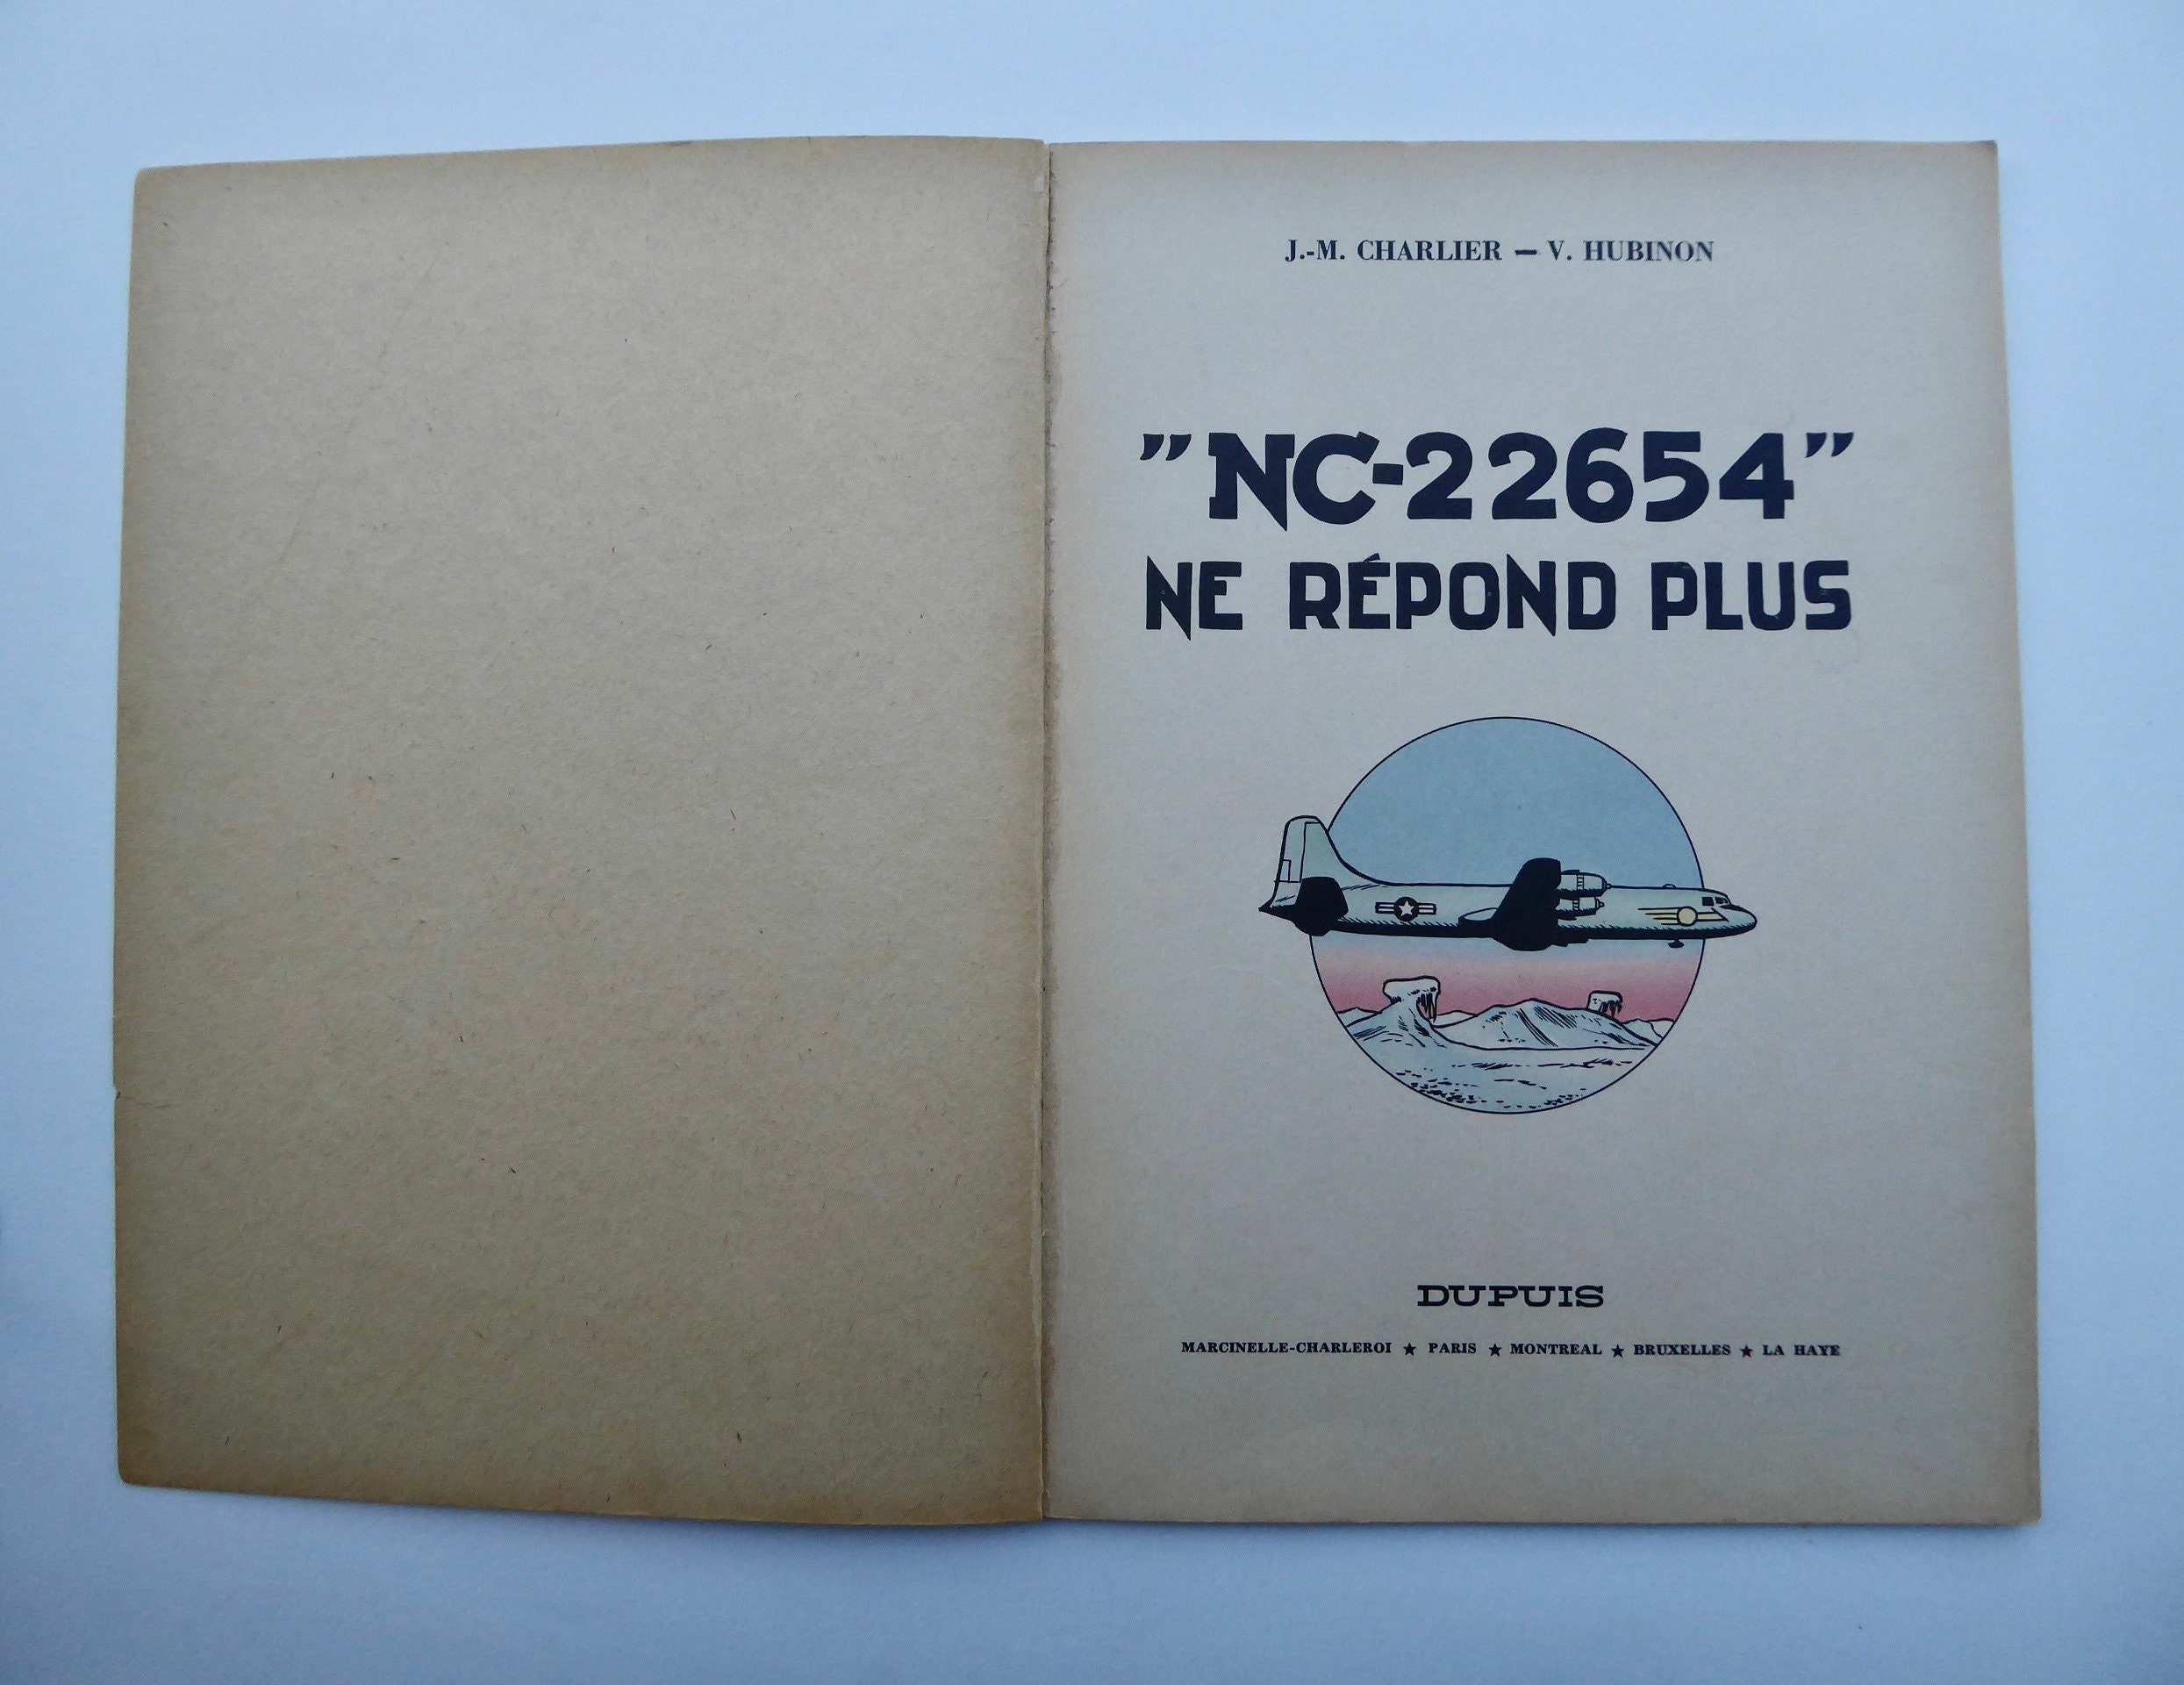 J.-M. CHARLIER — V. HUBINON
"NC-22654"
NE RÉPOND PLUS
DUPUIS
MARCINELLE-CHARLEROI ★ PARIS ★ MONTREAL ★ BRUXELLES ★ LA HAYE